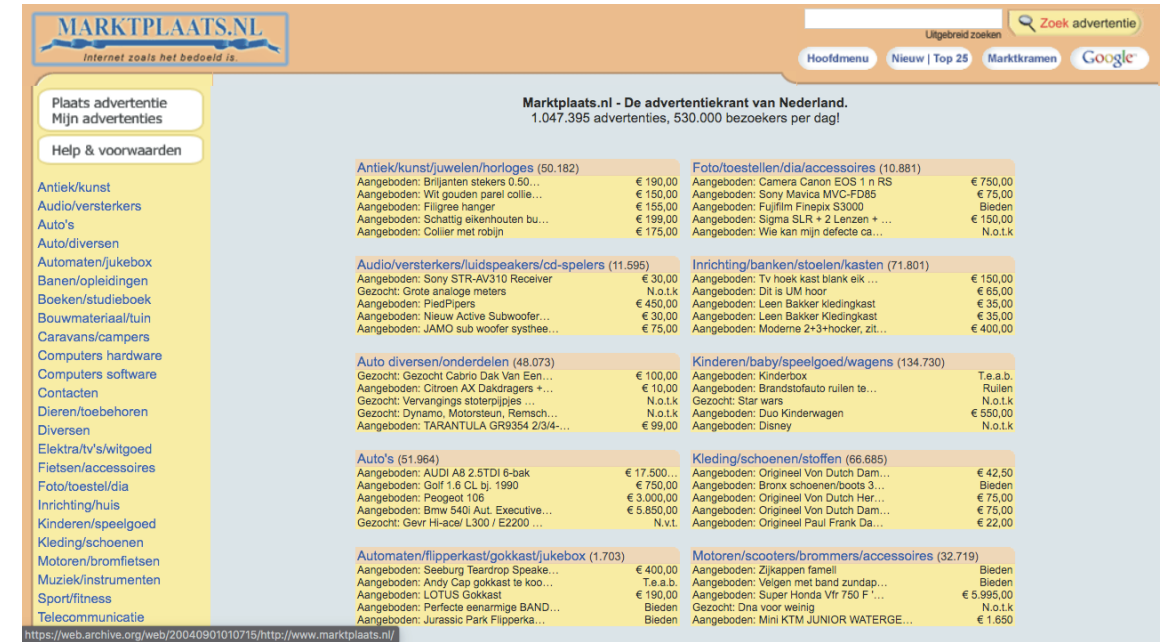 MARKTPLAATS.NL
Internet zoals het bedoeld is.
Zoek advertentie
Uitgebreid zoeken
Hoofdmenu
Nieuw | Top 25
Marktkramen
Google
Plaats advertentie
Mijn advertenties
Help & voorwaarden
Antiek/kunst
Audio/versterkers
Auto's
Auto/diversen
Automaten/jukebox
Banen/opleidingen
Boeken/studieboek
Bouwmateriaal/tuin
Caravans/campers
Computers hardware
Computers software
Contacten
Dieren/toebehoren
Diversen
Elektra/tv's/witgoed
Fietsen/accessoires
Foto/toestel/dia
Inrichting/huis
Kinderen/speelgoed
Kleding/schoenen
Motoren/bromfietsen
Muziek/instrumenten
Sport/fitness
Telecommunicatie
Marktplaats.nl - De advertentiekrant van Nederland.
1.047.395 advertenties, 530.000 bezoekers per dag!
Antiek/kunst/juwelen/horloges (50.182)
Aangeboden: Briljanten stekers 0.50... € 190,00
Aangeboden: Wit gouden parel collie... € 150,00
Aangeboden: Filigree hanger € 155,00
Aangeboden: Schattig eikenhouten bu... € 199,00
Aangeboden: Collier met robijn € 175,00
Audio/versterkers/luidspeakers/cd-spelers (11.595)
Aangeboden: Sony STR-AV310 Receiver € 30,00
Gezocht: Grote analoge meters N.o.t.k
Aangeboden: PiedPipers € 450,00
Aangeboden: Nieuw Active Subwoofer... € 30,00
Aangeboden: JAMO sub woofer systhee... € 75,00
Auto diversen/onderdelen (48.073)
Gezocht: Gezocht Cabrio Dak Van Een... € 100,00
Aangeboden: Citroen AX Dakdragers +... € 10,00
Gezocht: Vervangings stoterpijpjes ... N.o.t.k
Gezocht: Dynamo, Motorsteun, Remsch... N.o.t.k
Aangeboden: TARANTULA GR9354 2/3/4-... € 99,00
Auto's (51.964)
Aangeboden: AUDI A8 2.5TDI 6-bak € 17.500...
Aangeboden: Golf 1.6 CL bj. 1990 € 750,00
Aangeboden: Peogeot 106 € 3.000,00
Aangeboden: Bmw 540i Aut. Executive... € 5.850,00
Gezocht: Gevr Hi-ace/ L300 / E2200 ... N.v.t.
Automaten/flipperkast/gokkast/jukebox (1.703)
Aangeboden: Seeburg Teardrop Speake... € 400,00
Aangeboden: Andy Cap gokkast te koo... T.e.a.b.
Aangeboden: LOTUS Gokkast € 190,00
Aangeboden: Perfecte eenarmige BAND... Bieden
Aangeboden: Jurassic Park Flipperka... Bieden
Foto/toestellen/dia/accessoires (10.881)
Aangeboden: Camera Canon EOS 1 n RS € 750,00
Aangeboden: Sony Mavica MVC-FD85 € 75,00
Aangeboden: Fujifilm Finepix S3000 Bieden
Aangeboden: Sigma SLR + 2 Lenzen + ... € 150,00
Aangeboden: Wie kan mijn defecte ca... N.o.t.k
Inrichting/banken/stoelen/kasten (71.801)
Aangeboden: Tv hoek kast blank eik ... € 150,00
Aangeboden: Dit is UM hoor € 65,00
Aangeboden: Leen Bakker kledingkast € 35,00
Aangeboden: Leen Bakker Kledingkast € 35,00
Aangeboden: Moderne 2+3+hocker, zit... € 400,00
Kinderen/baby/speelgoed/wagens (134.730)
Aangeboden: Kinderbox T.e.a.b.
Aangeboden: Brandstofauto ruilen te... Ruilen
Gezocht: Star wars N.o.t.k
Aangeboden: Duo Kinderwagen € 550,00
Aangeboden: Disney N.o.t.k
Kleding/schoenen/stoffen (66.685)
Aangeboden: Origineel Von Dutch Dam... € 42,50
Aangeboden: Bronx schoenen/boots 3... Bieden
Aangeboden: Origineel Von Dutch Her... € 75,00
Aangeboden: Origineel Von Dutch Dam... € 75,00
Aangeboden: Origineel Paul Frank Da... € 22,00
Motoren/scooters/brommers/accessoires (32.719)
Aangeboden: Zijkappen famell Bieden
Aangeboden: Velgen met band zundap... Bieden
Aangeboden: Super Honda Vfr 750 F '... € 5.995,00
Gezocht: Dna voor weinig N.o.t.k
Aangeboden: Mini KTM JUNIOR WATERGE... € 1.650
https://web.archive.org/web/20040901010715/http://www.marktplaats.nl/